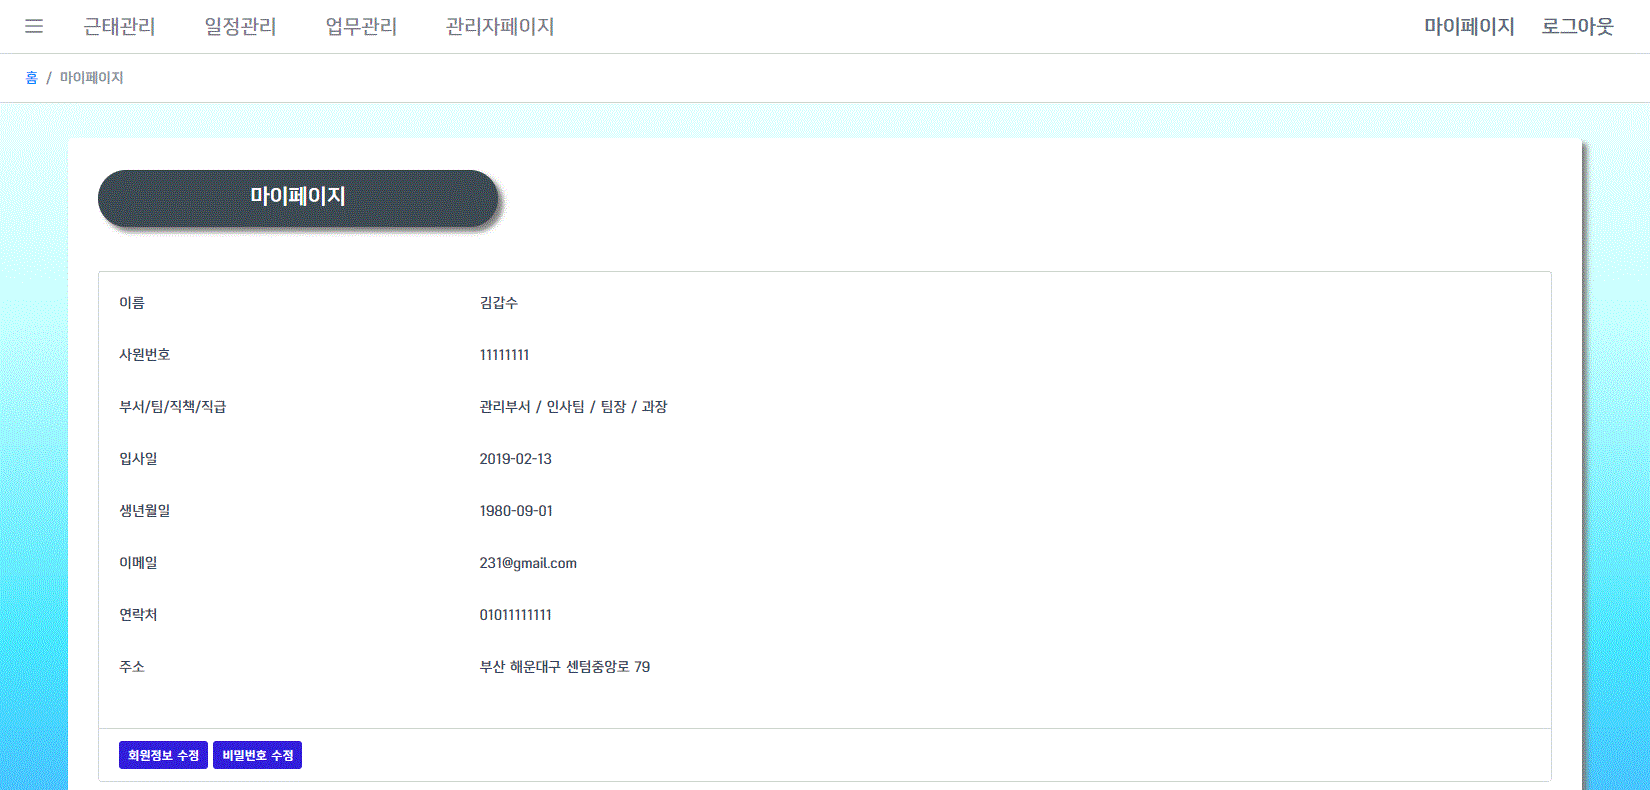 근태관리 일정관리 업무관리 관리자페이지 마이페이지 로그아웃
홈 / 마이페이지
마이페이지
이름 김갑수
사원번호 11111111
부서/팀/직책/직급 관리부서 / 인사팀 / 팀장 / 과장
입사일 2019-02-13
생년월일 1980-09-01
이메일 231@gmail.com
연락처 01011111111
주소 부산 해운대구 센텀중앙로 79
회원정보 수정 비밀번호 수정